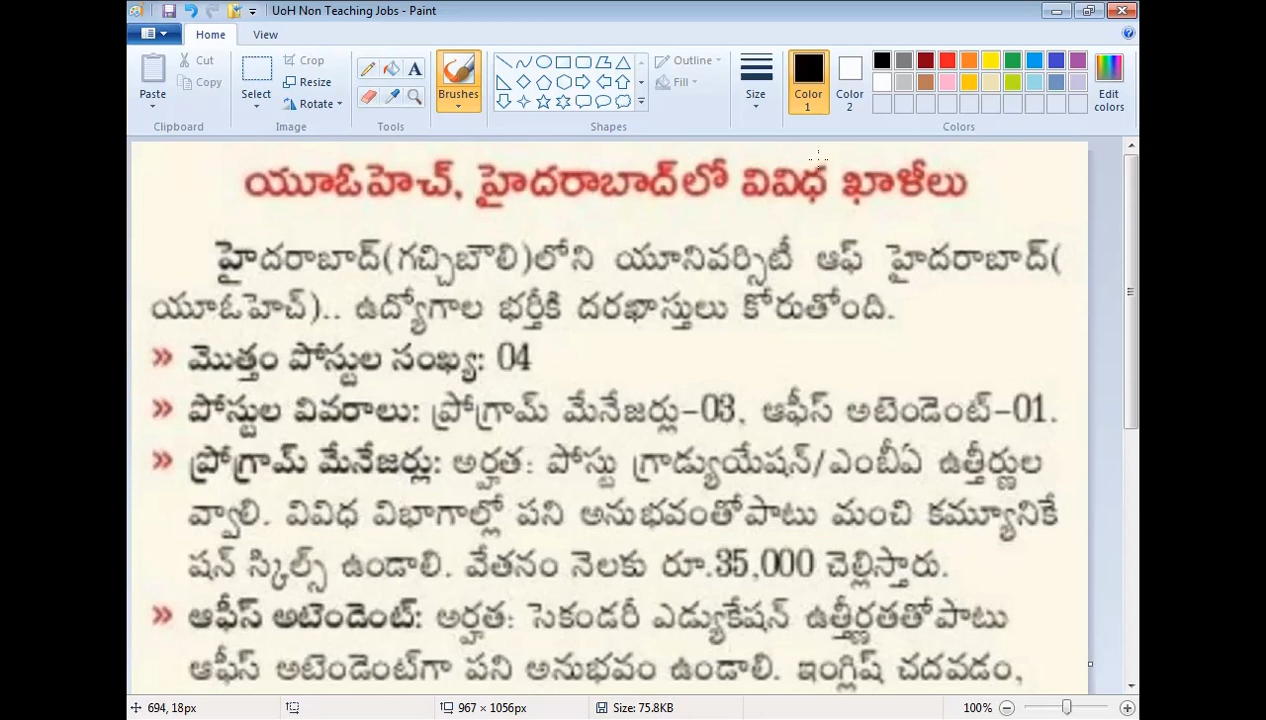 UoH Non Teaching Jobs - Paint
Home View
Paste
Cut
Copy
Clipboard
Select
Crop
Resize
Rotate
Image
A
Tools
Brushes
Outline
Fill
Shapes
Size
Color 1
Color 2
Edit colors
Colors
యూఓహెచ్, హైదరాబాద్‌లో వివిధ ఖాళీలు
హైదరాబాద్(గచ్చిబౌలి)లోని యూనివర్సిటీ ఆఫ్ హైదరాబాద్(
యూఓహెచ్).. ఉద్యోగాల భర్తీకి దరఖాస్తులు కోరుతోంది.
» మొత్తం పోస్టుల సంఖ్య: 04
» పోస్టుల వివరాలు: ప్రోగ్రామ్ మేనేజర్లు-03, ఆఫీస్ అటెండెంట్-01.
» ప్రోగ్రామ్ మేనేజర్లు: అర్హత: పోస్టు గ్రాడ్యుయేషన్/ఎంబీఏ ఉత్తీర్ణుల
వ్వాలి. వివిధ విభాగాల్లో పని అనుభవంతోపాటు మంచి కమ్యూనికే
షన్ స్కిల్స్ ఉండాలి. వేతనం నెలకు రూ.35,000 చెల్లిస్తారు.
» ఆఫీస్ అటెండెంట్: అర్హత: సెకండరీ ఎడ్యుకేషన్ ఉత్తీర్ణతతోపాటు
ఆఫీస్ అటెండెంట్‌గా పని అనుభవం ఉండాలి. ఇంగ్లిష్ చదవడం,
694, 18px
967 × 1056px
Size: 75.8KB
100%